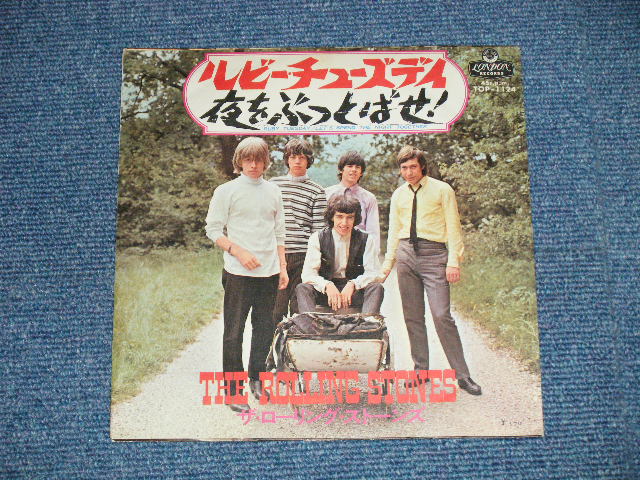 ルビー・チューズデイ
夜をぶっとばせ!
RUBY TUESDAY / LET'S SPEND THE NIGHT TOGETHER
LONDON
RECORDS
45r.p.m.
TOP-1124
THE ROLLING STONES
ザ・ローリング・ストーンズ